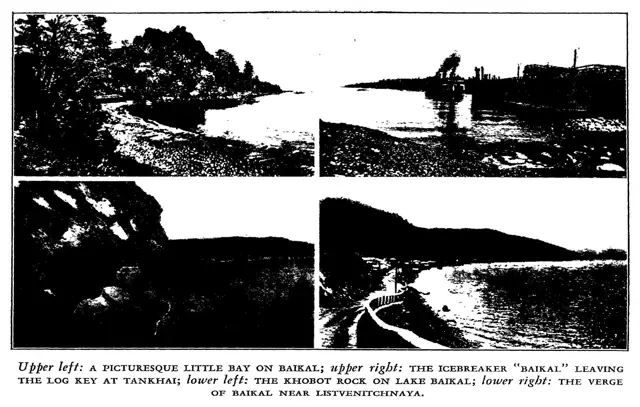 Upper left: A PICTURESQUE LITTLE BAY ON BAIKAL; upper right: THE ICEBREAKER "BAIKAL" LEAVING
THE LOG KEY AT TANKHAI; lower left: THE KHOBOT ROCK ON LAKE BAIKAL; lower right: THE VERGE
OF BAIKAL NEAR LISTVENITCHNAYA.